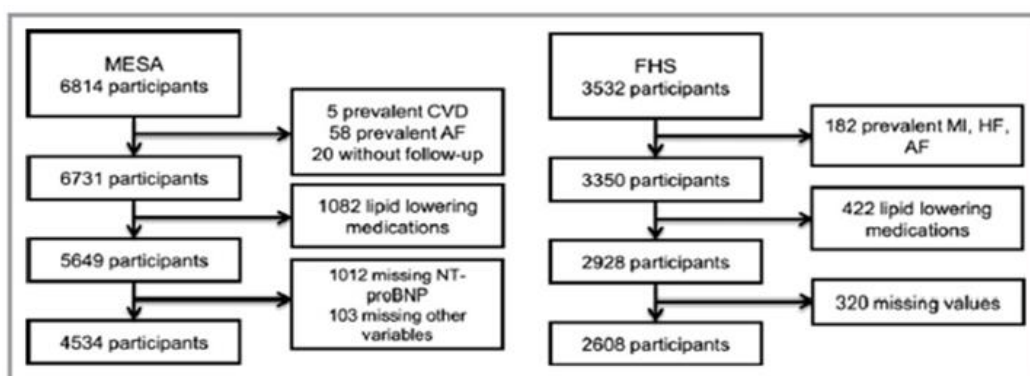 MESA
6814 participants
5 prevalent CVD
58 prevalent AF
20 without follow-up
6731 participants
1082 lipid lowering
medications
5649 participants
1012 missing NT-
proBNP
103 missing other
variables
4534 participants
FHS
3532 participants
182 prevalent MI, HF,
AF
3350 participants
422 lipid lowering
medications
2928 participants
320 missing values
2608 participants